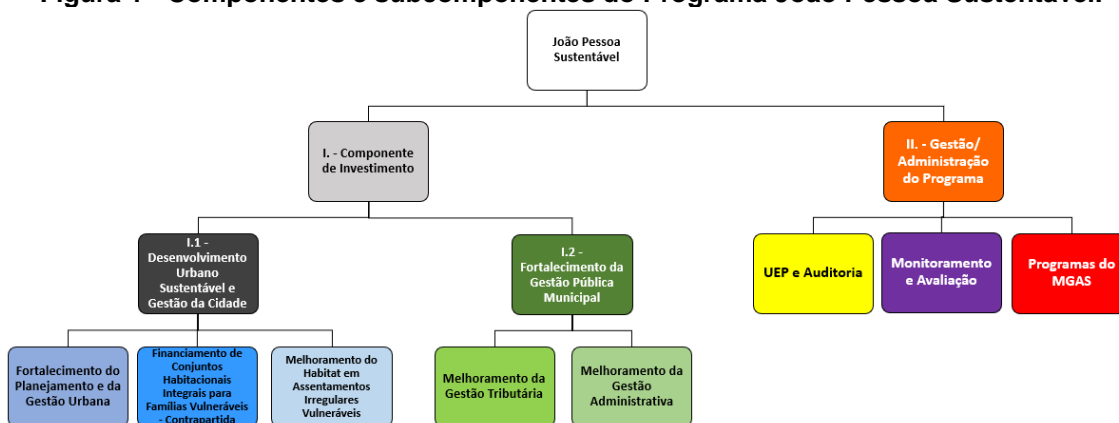 Figura 1 - Componentes e subcomponentes do Programa João Pessoa Sustentável.
João Pessoa
Sustentável
I. - Componente
de Investimento
II. - Gestão/
Administração
do Programa
I.1 -
Desenvolvimento
Urbano
Sustentável e
Gestão da Cidade
I.2 -
Fortalecimento da
Gestão Pública
Municipal
UEP e Auditoria
Monitoramento
e Avaliação
Programas do
MGAS
Fortalecimento do
Planejamento e da
Gestão Urbana
Financiamento de
Conjuntos
Habitacionais
Integrais para
Famílias Vulneráveis
- Contrapartida
Melhoramento do
Habitat em
Assentamentos
Irregulares
Vulneráveis
Melhoramento da
Gestão Tributária
Melhoramento da
Gestão
Administrativa